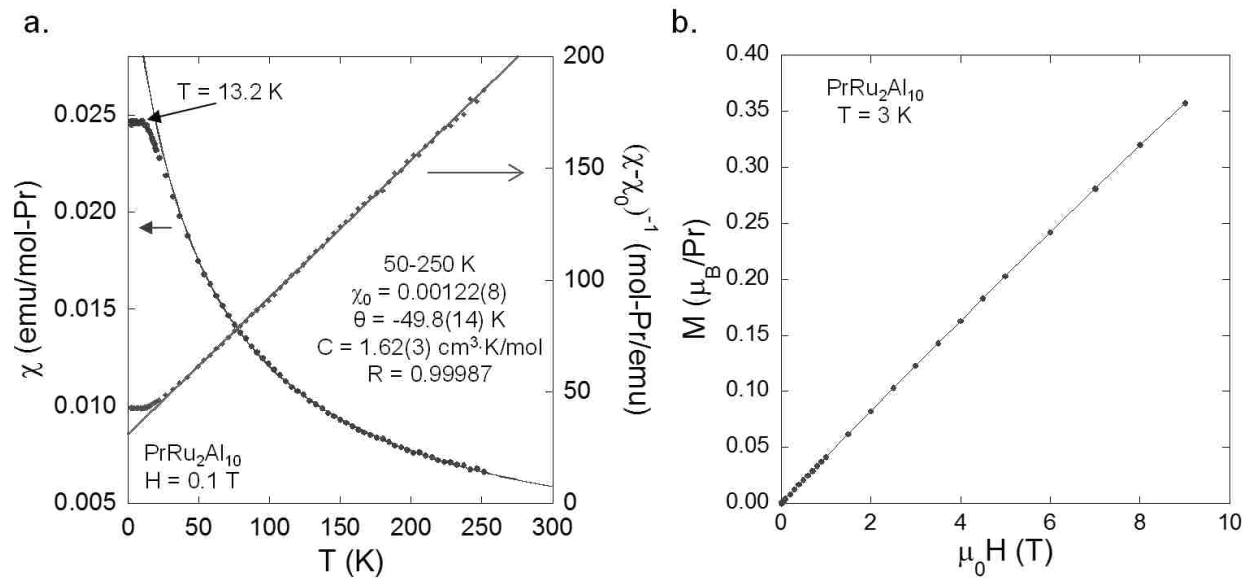 a.
T = 13.2 K
χ (emu/mol-Pr)
0.025
0.020
0.015
0.010
0.005
200
150
100
50
0
(χ-χ₀)⁻¹ (mol-Pr/emu)
50-250 K
χ₀ = 0.00122(8)
θ = -49.8(14) K
C = 1.62(3) cm³·K/mol
R = 0.99987
PrRu₂Al₁₀
H = 0.1 T
0 50 100 150 200 250 300
T (K)
b.
M (μ_B/Pr)
0.40
0.35
0.30
0.25
0.20
0.15
0.10
0.05
0.00
PrRu₂Al₁₀
T = 3 K
0 2 4 6 8 10
μ₀H (T)